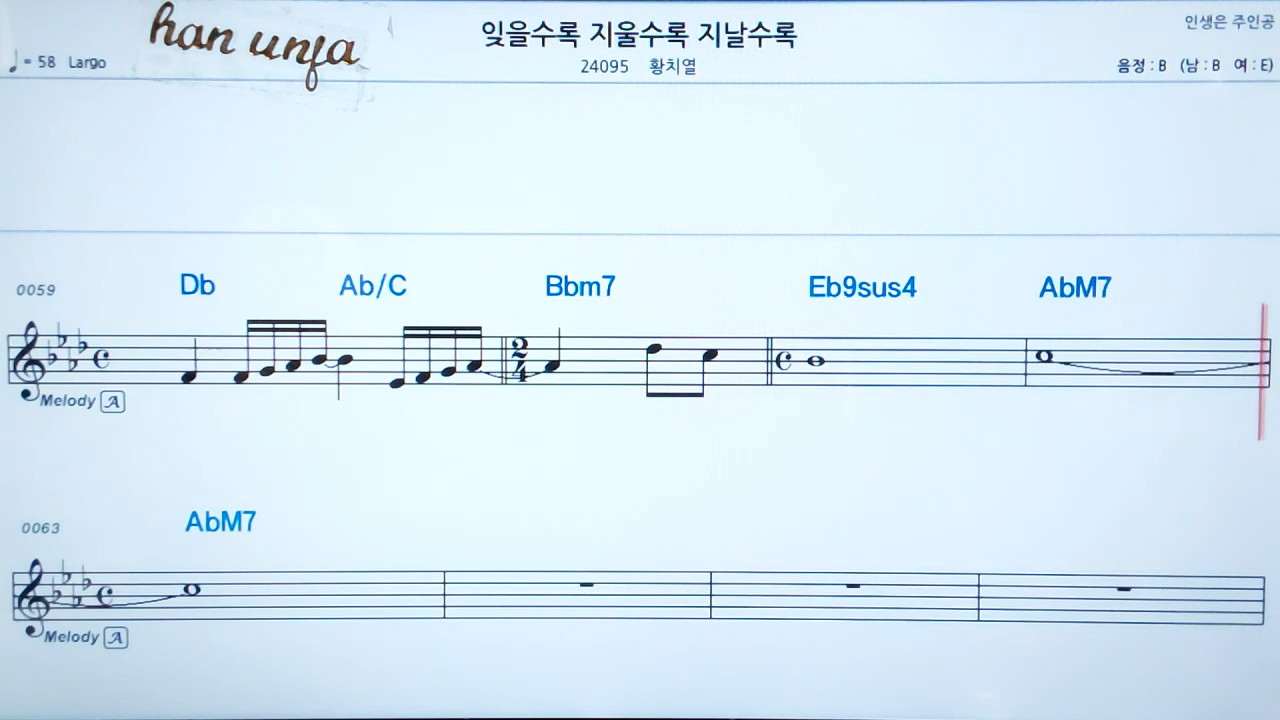 han unja
잊을수록 지울수록 지날수록
인생은 주인공
♩ = 58 Largo
24095 황치열
음정 : B (남 : B 여 : E)
0059
Db Ab/C Bbm7 Eb9sus4 AbM7
2
4
Melody A
0063
AbM7
Melody A